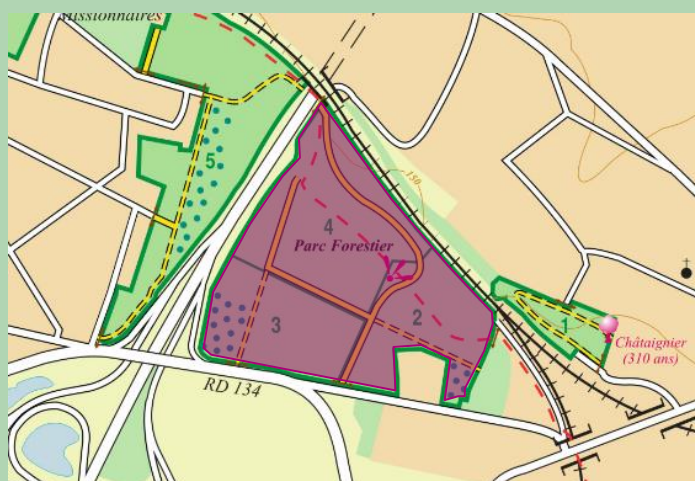 Missionnaires
5
150
4
Parc Forestier
3
2
1
Châtaignier
(310 ans)
RD 134